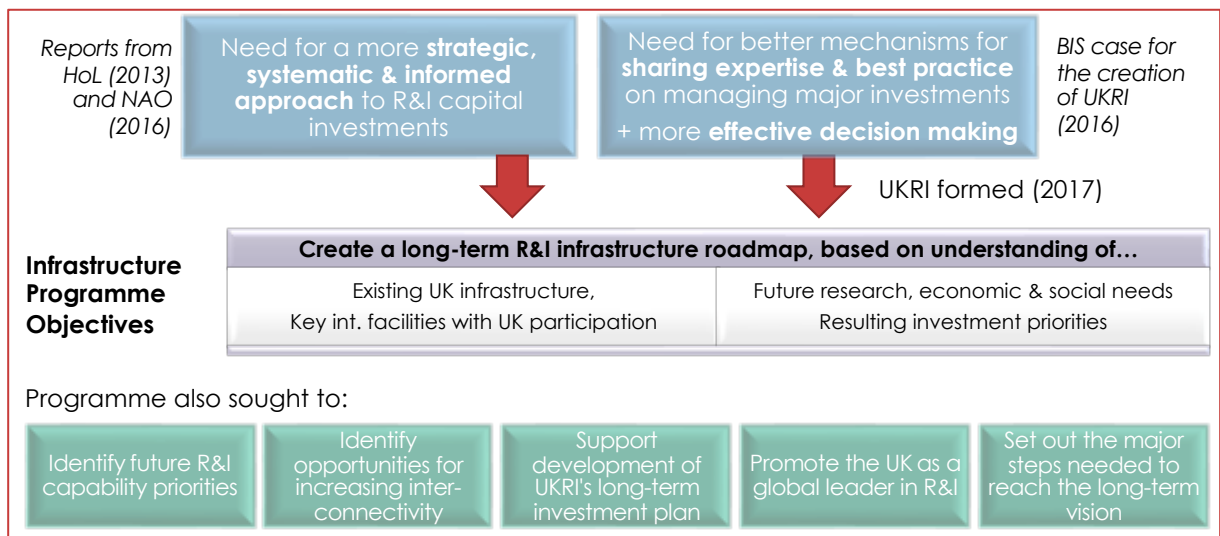 Reports from
HoL (2013)
and NAO
(2016)
Need for a more strategic,
systematic & informed
approach to R&I capital
investments
Need for better mechanisms for
sharing expertise & best practice
on managing major investments
+ more effective decision making
BIS case for
the creation
of UKRI
(2016)
UKRI formed (2017)
Infrastructure
Programme
Objectives
Create a long-term R&I infrastructure roadmap, based on understanding of…
Existing UK infrastructure,
Key int. facilities with UK participation
Future research, economic & social needs
Resulting investment priorities
Programme also sought to:
Identify future R&I
capability priorities
Identify
opportunities for
increasing inter-
connectivity
Support
development of
UKRI's long-term
investment plan
Promote the UK as a
global leader in R&I
Set out the major
steps needed to
reach the long-term
vision